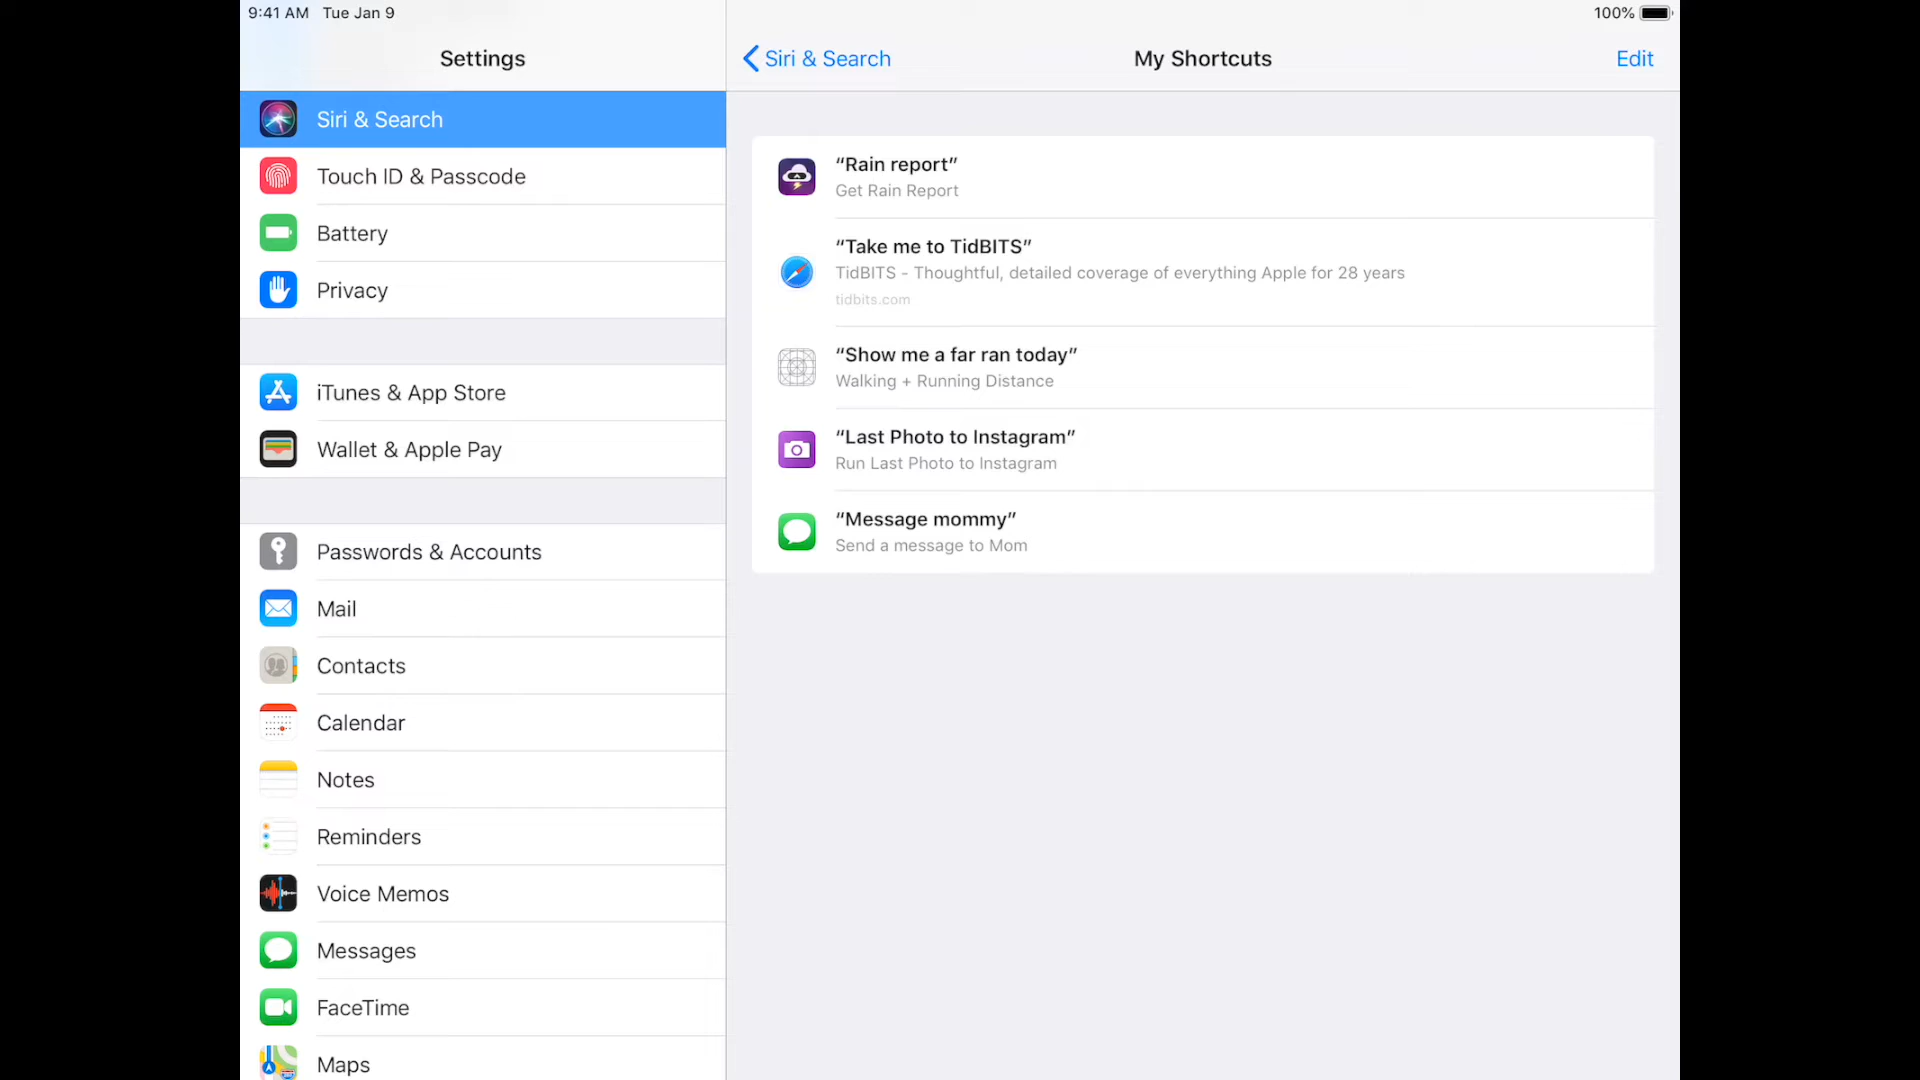 9:41 AM Tue Jan 9
100%
Settings
Siri & Search
My Shortcuts
Edit
Siri & Search
Touch ID & Passcode
Battery
Privacy
iTunes & App Store
Wallet & Apple Pay
Passwords & Accounts
Mail
Contacts
Calendar
Notes
Reminders
Voice Memos
Messages
FaceTime
Maps
“Rain report”
Get Rain Report
“Take me to TidBITS”
TidBITS - Thoughtful, detailed coverage of everything Apple for 28 years
tidbits.com
“Show me a far ran today”
Walking + Running Distance
“Last Photo to Instagram”
Run Last Photo to Instagram
“Message mommy”
Send a message to Mom